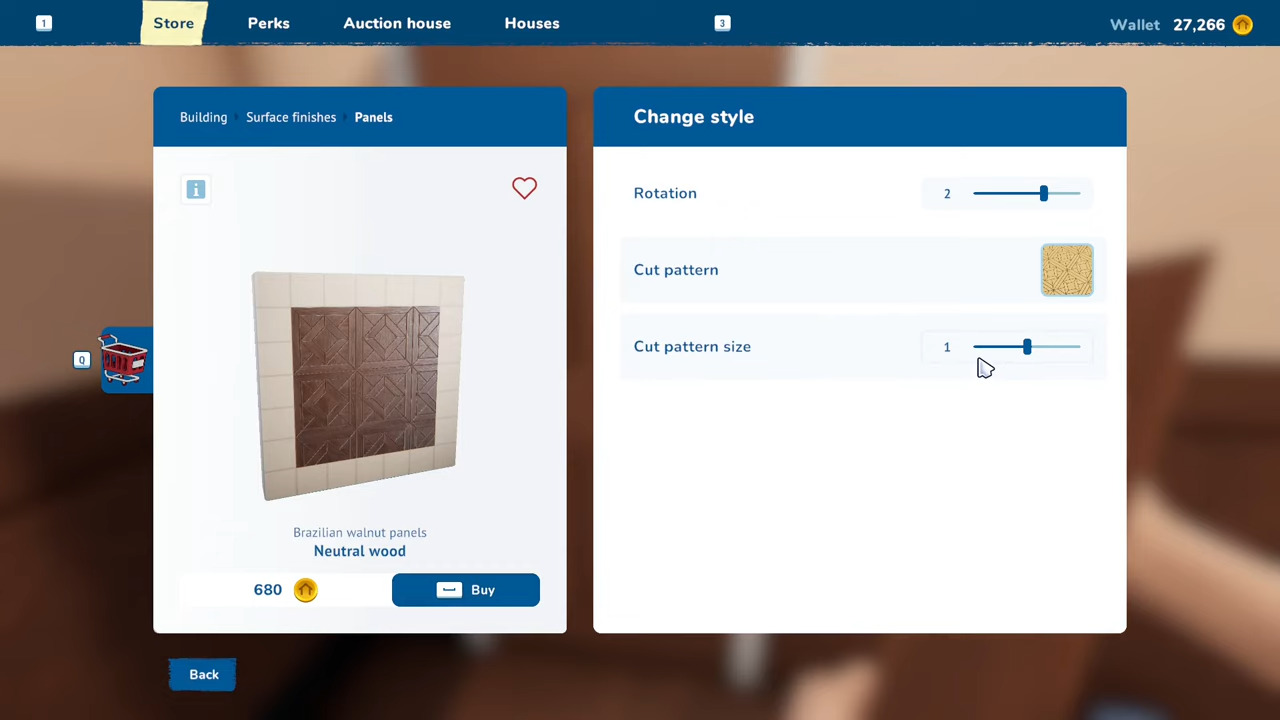 1
Store
Perks
Auction house
Houses
3
Wallet 27,266
Building Surface finishes Panels
Change style
i
Rotation
2
Cut pattern
Cut pattern size
1
Q
Brazilian walnut panels
Neutral wood
680
Buy
Back